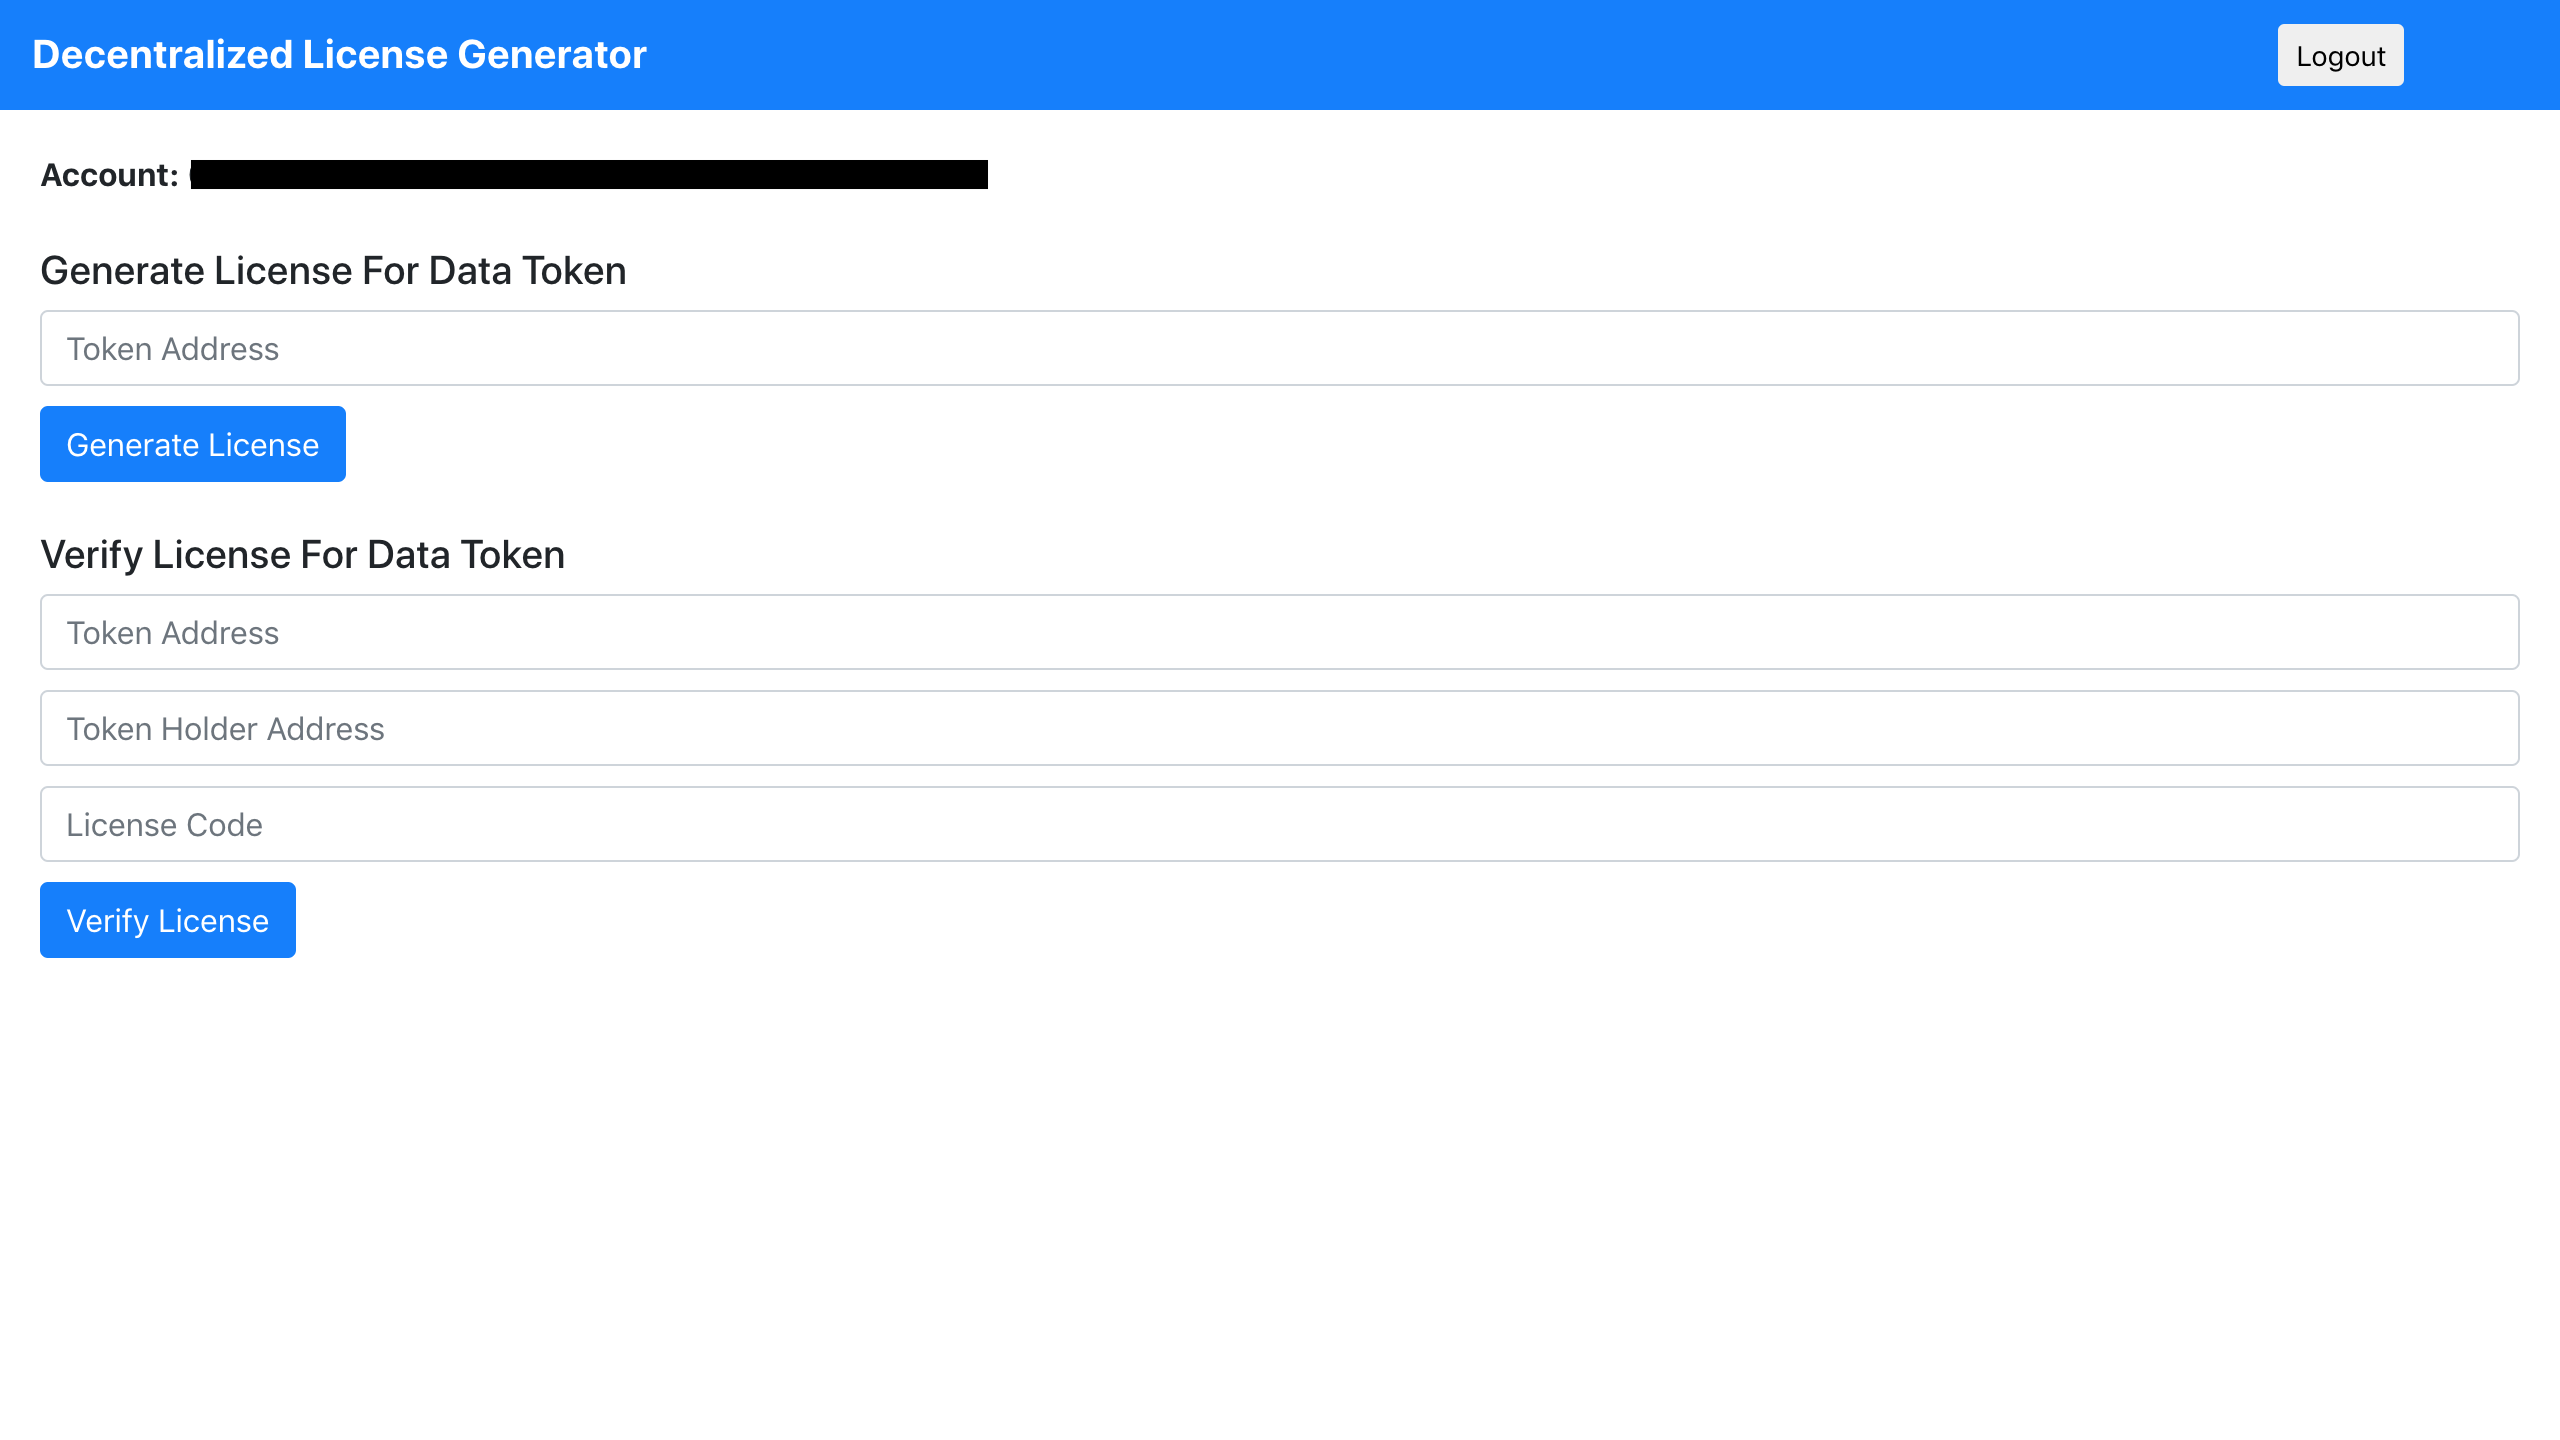 Decentralized License Generator
Logout
Account:
Generate License For Data Token
Token Address
Generate License
Verify License For Data Token
Token Address
Token Holder Address
License Code
Verify License